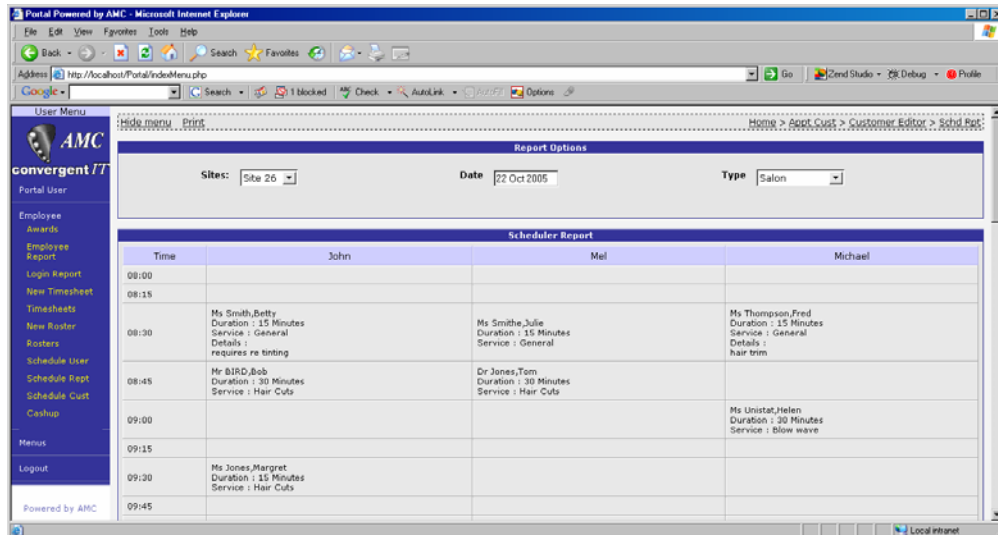 Portal Powered by AMC - Microsoft Internet Explorer
File Edit View Favorites Tools Help
Back Search Favorites
Address http://localhost/Portal/indexMenu.php Go Zend Studio Debug Profile
Google Search 1 blocked Check AutoLink AutoFill Options
User Menu
Hide menu Print Home > Appt Cust > Customer Editor > Schd Rpt
AMC
convergent IT
Portal User
Employee
Awards
Employee
Report
Login Report
New Timesheet
Timesheets
New Roster
Rosters
Schedule User
Schedule Rept
Schedule Cust
Cashup
Menus
Logout
Powered by AMC
Report Options
Sites: Site 26 Date 22 Oct 2005 Type Salon
Scheduler Report
Time John Mel Michael
08:00
08:15
08:30
Ms Smith,Betty
Duration : 15 Minutes
Service : General
Details :
requires re tinting
Ms Smithe,Julie
Duration : 15 Minutes
Service : General
Ms Thompson,Fred
Duration : 15 Minutes
Service : General
Details :
hair trim
08:45
Mr BIRD,Bob
Duration : 30 Minutes
Service : Hair Cuts
Dr Jones,Tom
Duration : 30 Minutes
Service : Hair Cuts
09:00
Ms Unistat,Helen
Duration : 30 Minutes
Service : Blow wave
09:15
09:30
Ms Jones,Margret
Duration : 15 Minutes
Service : Hair Cuts
09:45
Local intranet